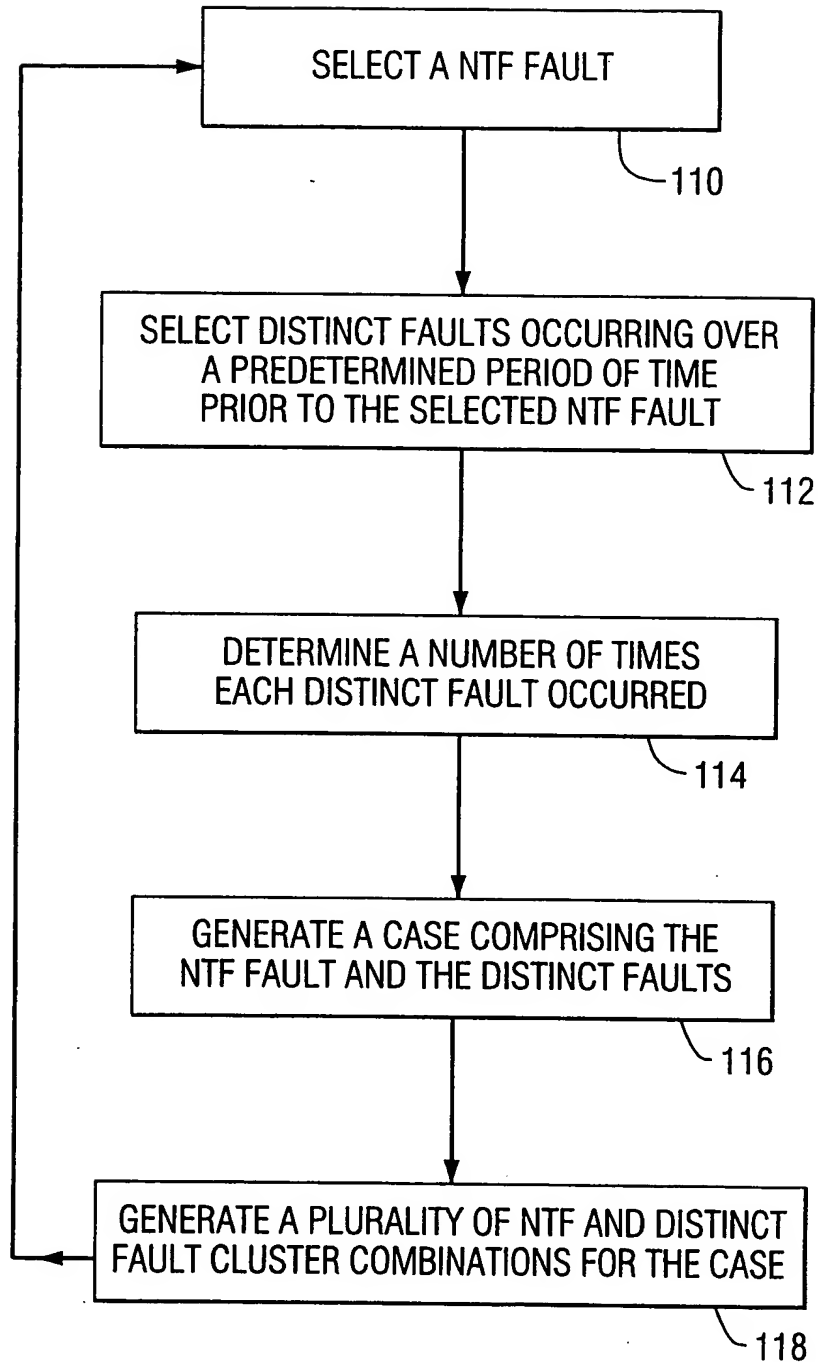 SELECT A NTF FAULT
110
SELECT DISTINCT FAULTS OCCURRING OVER
A PREDETERMINED PERIOD OF TIME
PRIOR TO THE SELECTED NTF FAULT
112
DETERMINE A NUMBER OF TIMES
EACH DISTINCT FAULT OCCURRED
114
GENERATE A CASE COMPRISING THE
NTF FAULT AND THE DISTINCT FAULTS
116
GENERATE A PLURALITY OF NTF AND DISTINCT
FAULT CLUSTER COMBINATIONS FOR THE CASE
118